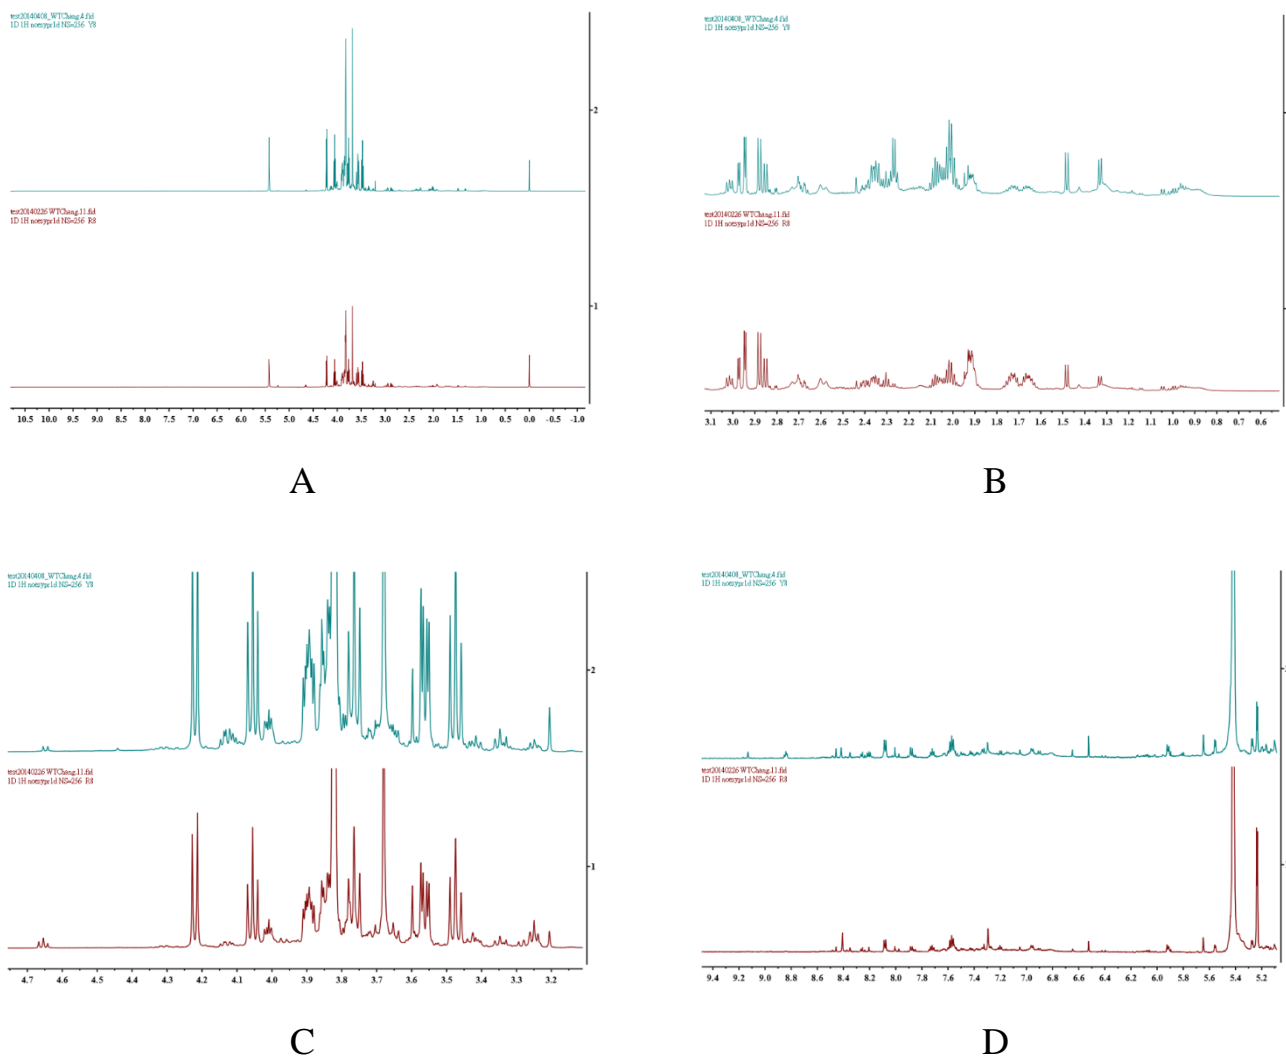 test20140408_WTChang.4.fid
1D 1H noesypr1d NS=256 Y8
2
test20140226 WTChang.11.fid
1D 1H noesypr1d NS=256 R8
1
10.5 10.0 9.5 9.0 8.5 8.0 7.5 7.0 6.5 6.0 5.5 5.0 4.5 4.0 3.5 3.0 2.5 2.0 1.5 1.0 0.5 0.0 -0.5 -1.0
A
test20140408_WTChang.4.fid
1D 1H noesypr1d NS=256 Y8
test20140226 WTChang.11.fid
1D 1H noesypr1d NS=256 R8
3.1 3.0 2.9 2.8 2.7 2.6 2.5 2.4 2.3 2.2 2.1 2.0 1.9 1.8 1.7 1.6 1.5 1.4 1.3 1.2 1.1 1.0 0.9 0.8 0.7 0.6
B
test20140408_WTChang.4.fid
1D 1H noesypr1d NS=256 Y8
2
test20140226 WTChang.11.fid
1D 1H noesypr1d NS=256 R8
1
4.7 4.6 4.5 4.4 4.3 4.2 4.1 4.0 3.9 3.8 3.7 3.6 3.5 3.4 3.3 3.2
C
test20140408_WTChang.4.fid
1D 1H noesypr1d NS=256 Y8
test20140226 WTChang.11.fid
1D 1H noesypr1d NS=256 R8
9.4 9.2 9.0 8.8 8.6 8.4 8.2 8.0 7.8 7.6 7.4 7.2 7.0 6.8 6.6 6.4 6.2 6.0 5.8 5.6 5.4 5.2
D